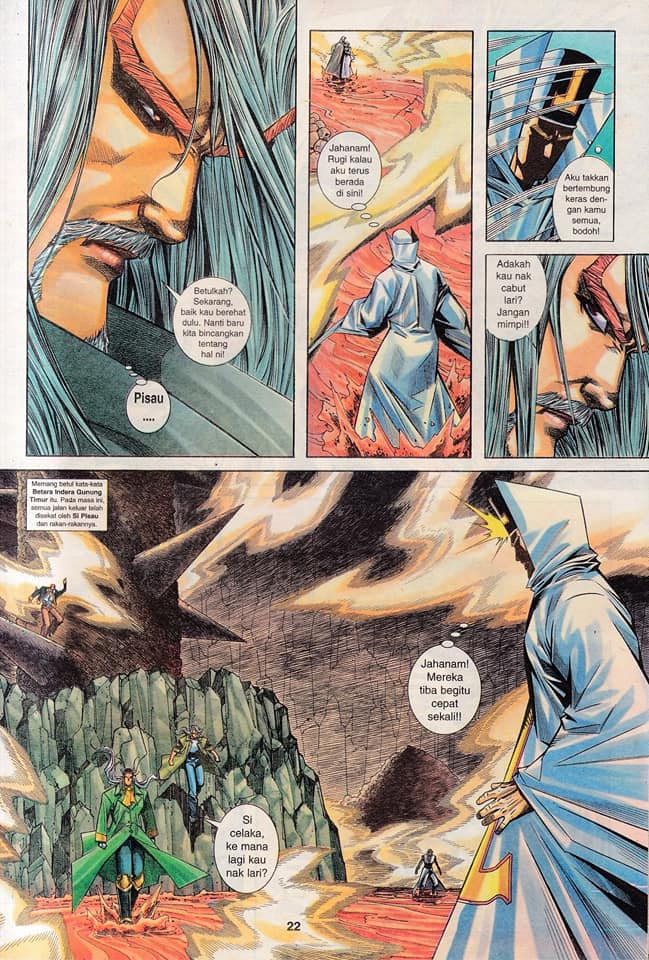 Betulkah?
Sekarang,
baik kau berehat
dulu. Nanti baru
kita bincangkan
tentang
hal ni!
Pisau
....
Jahanam!
Rugi kalau
aku terus
berada
di sini!
Aku takkan
bertembung
keras den-
gan kamu
semua,
bodoh!
Adakah
kau nak
cabut
lari?
Jangan
mimpi!!
Memang betul kata-kata
Betara Indera Gunung
Timur itu. Pada masa ini,
semua jalan keluar telah
disekat oleh Si Pisau
dan rakan-rakannya.
Jahanam!
Mereka
tiba begitu
cepat
sekali!!
Si
celaka,
ke mana
lagi kau
nak lari?
22